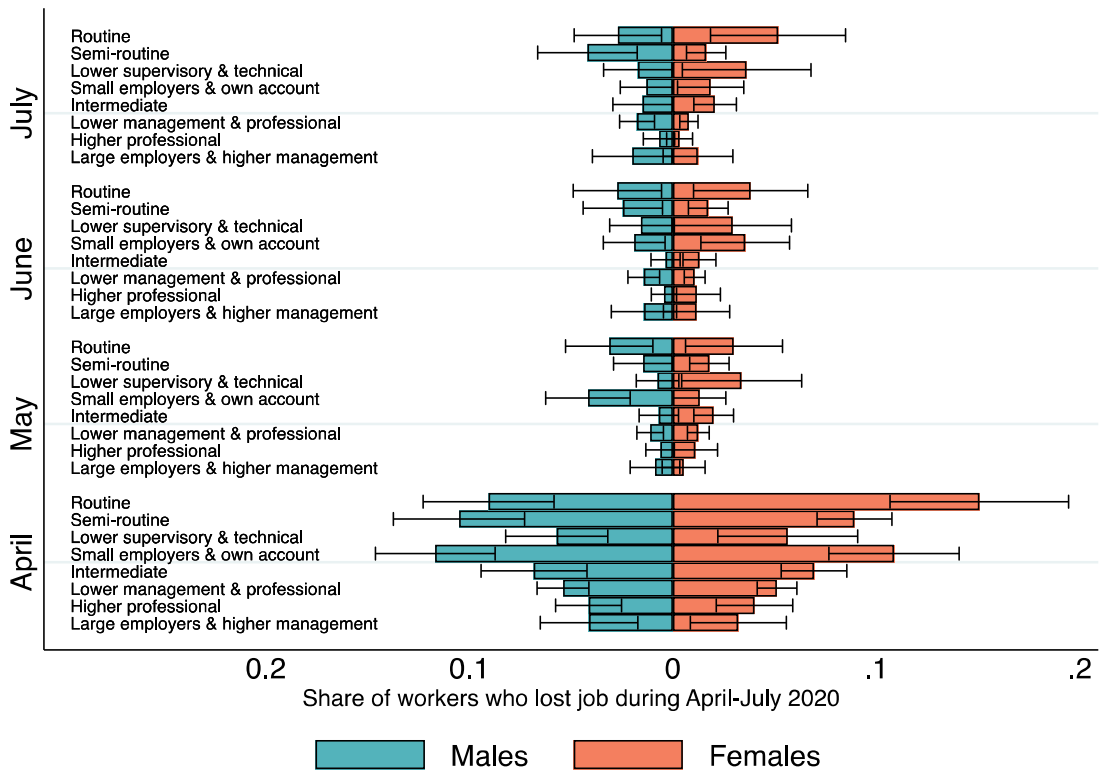 July
Routine
Semi-routine
Lower supervisory & technical
Small employers & own account
Intermediate
Lower management & professional
Higher professional
Large employers & higher management
June
Routine
Semi-routine
Lower supervisory & technical
Small employers & own account
Intermediate
Lower management & professional
Higher professional
Large employers & higher management
May
Routine
Semi-routine
Lower supervisory & technical
Small employers & own account
Intermediate
Lower management & professional
Higher professional
Large employers & higher management
April
Routine
Semi-routine
Lower supervisory & technical
Small employers & own account
Intermediate
Lower management & professional
Higher professional
Large employers & higher management
0.2 0.1 0 .1 .2
Share of workers who lost job during April-July 2020
Males Females